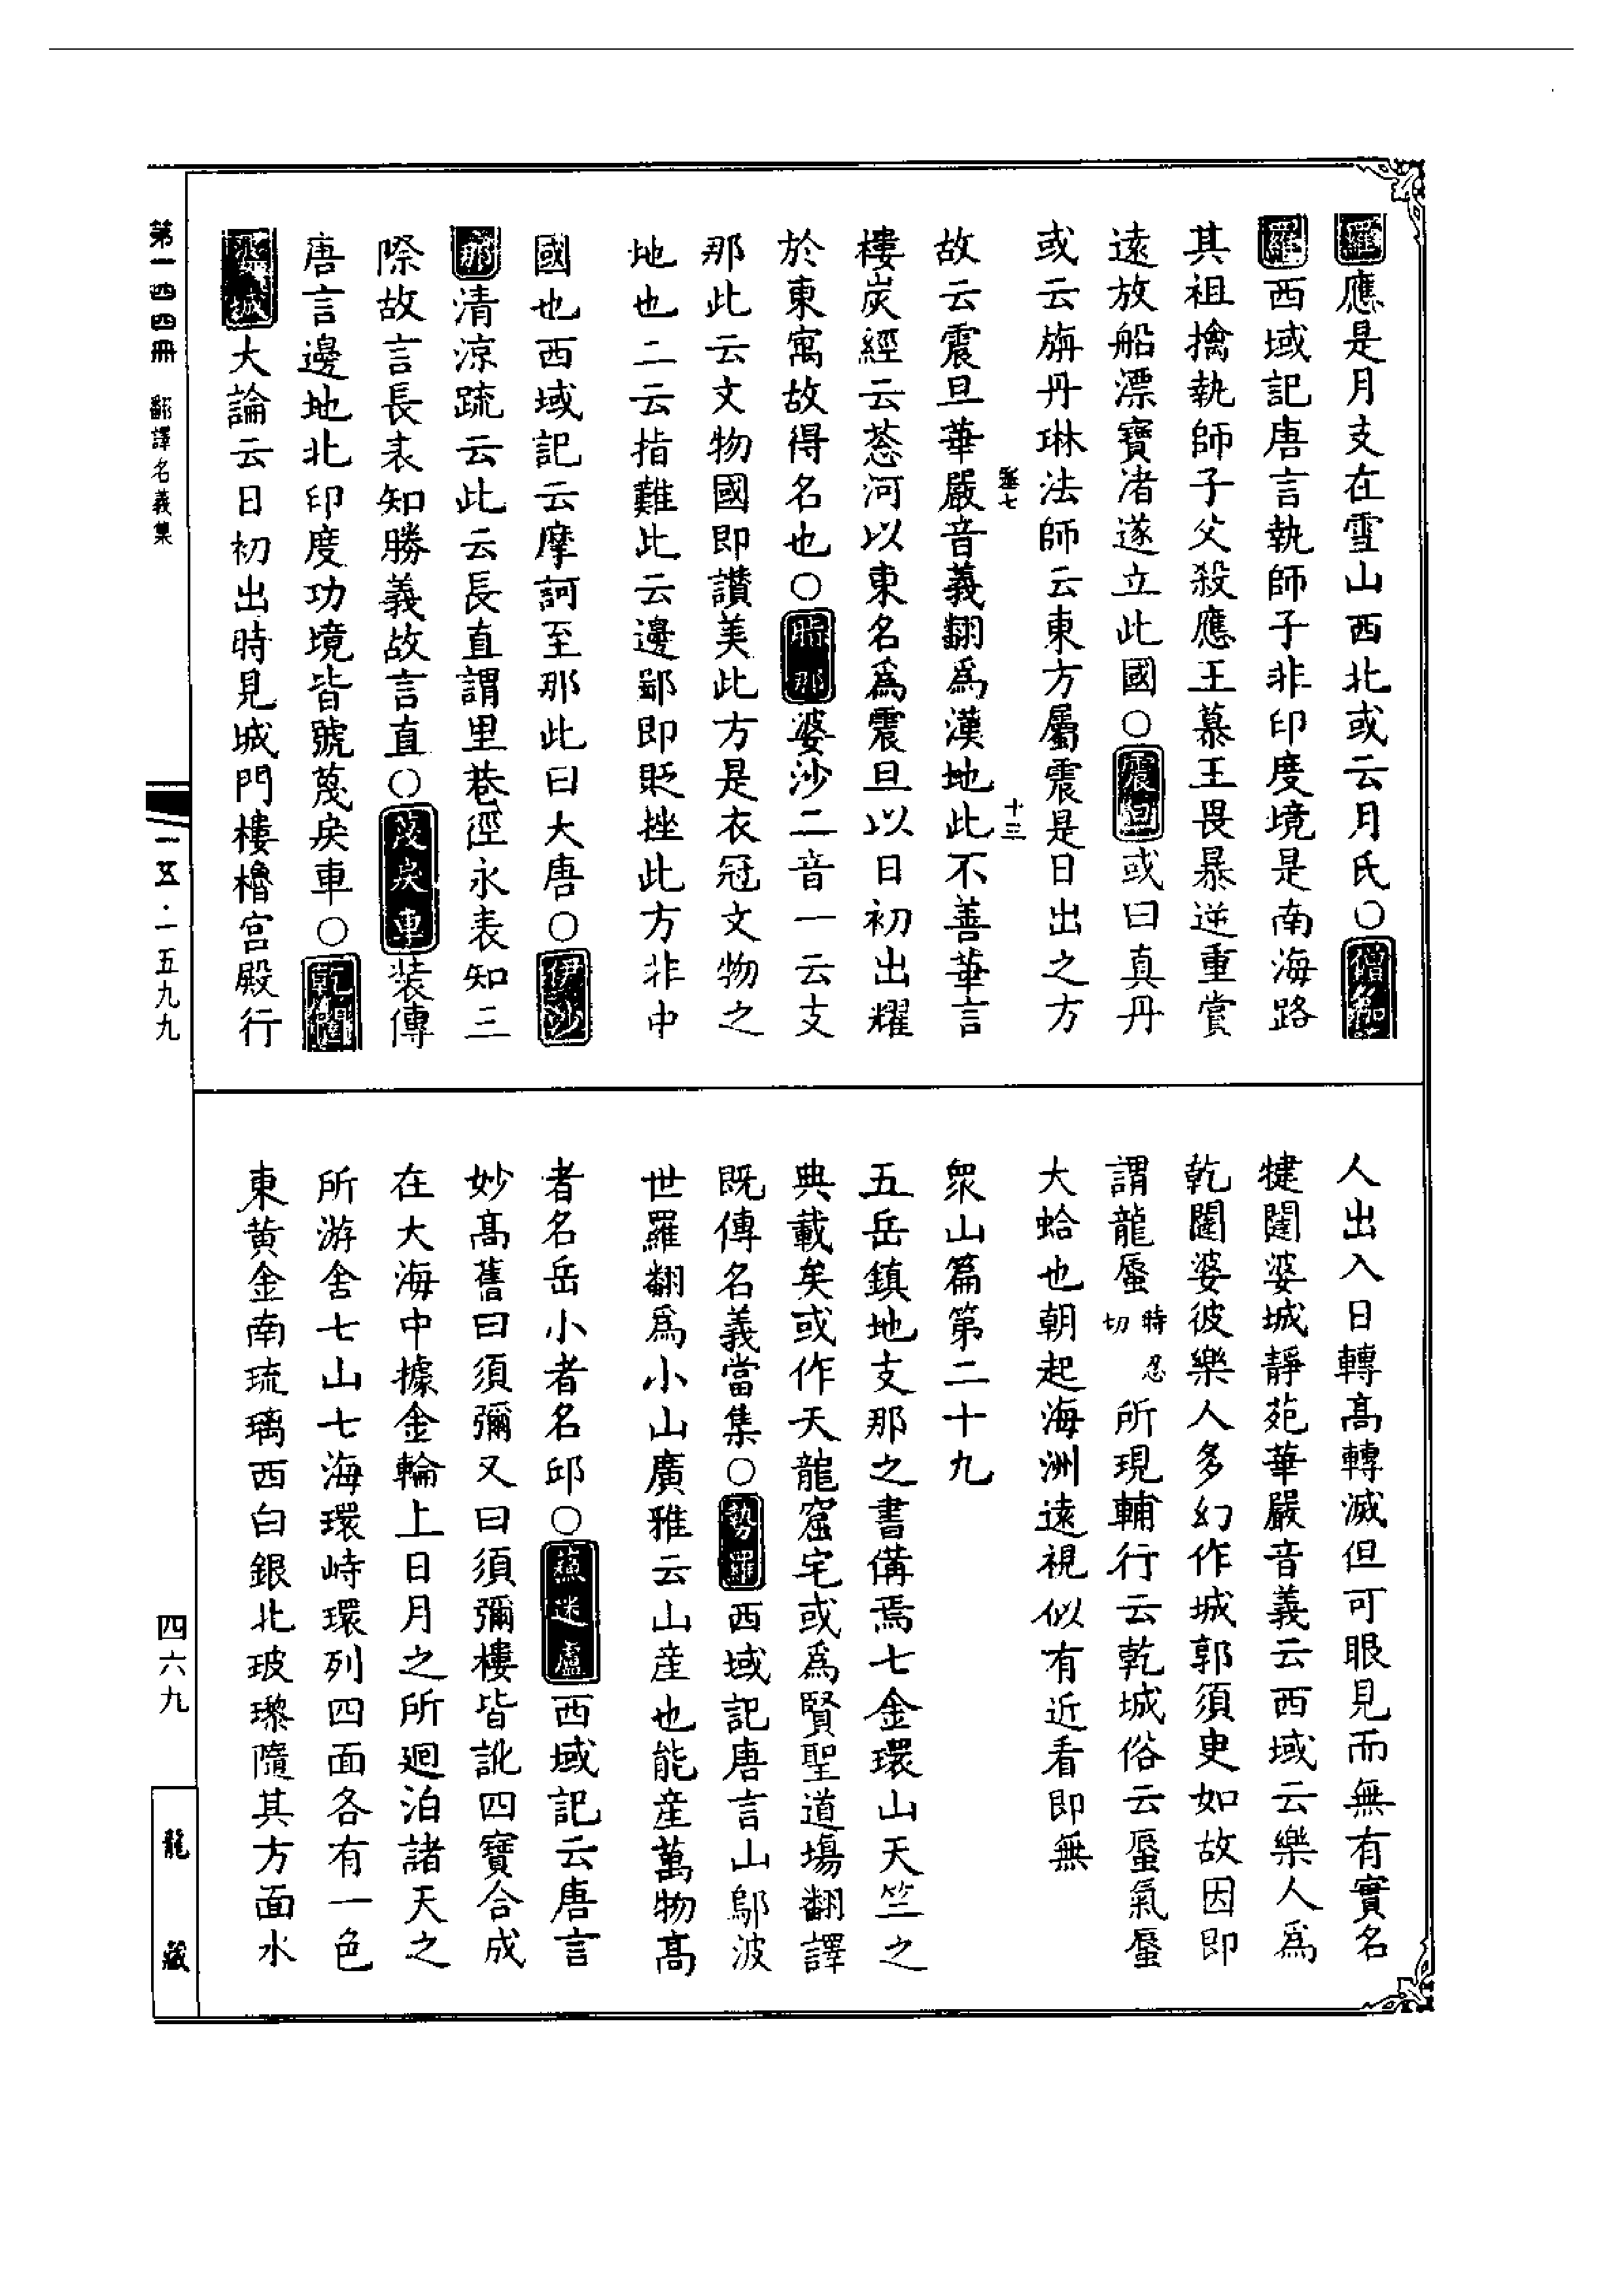 羅應是月支在雪山西北或云月氏○僧伽
羅西域記唐言執師子非印度境是南海路
其祖擒執師子父殺應王慕王畏暴逆重賞
遠放船漂寶渚遂立此國○震旦或曰真丹
或云旃丹琳法師云東方屬震是日出之方
卷七 十三
故云震旦華嚴音義翻為漢地此不善華言
樓炭經云葱河以東名為震旦以日初出耀
於東寓故得名也○脂那婆沙二音一云支
那此云文物國即讚美此方是衣冠文物之
地也二云指難此云邊鄙即貶挫此方非中
國也西域記云摩訶至那此曰大唐○伊沙
那清涼疏云此云長直謂里巷徑永表知三
際故言長表知勝義故言直○蔑戾車裝傳
唐言邊地北印度功境皆號蔑戾車○乾闥
婆城大論云日初出時見城門樓櫓宮殿行
人出入日轉高轉滅但可眼見而無有實名
犍闥婆城靜苑華嚴音義云西域云樂人為
乾闥婆彼樂人多幻作城郭須臾如故因即
謂龍蜃時忍切所現輔行云乾城俗云蜃氣蜃
大蛤也朝起海洲遠視似有近看即無
眾山篇第二十九
五岳鎮地支那之書備焉七金環山天竺之
典載矣或作天龍窟宅或為賢聖道場翻譯
既傳名義當集○勢羅西域記唐言山鄔波
世羅翻為小山廣雅云山產也能產萬物高
者名岳小者名邱○蘇迷盧西域記云唐言
妙高舊曰須彌又曰須彌樓皆訛四寶合成
在大海中據金輪上日月之所迴泊諸天之
所游舍七山七海環峙環列四面各有一色
東黃金南琉璃西白銀北玻瓈隨其方面水
第一四四冊 翻譯名義集
一五·一五九九
四六九
龍藏